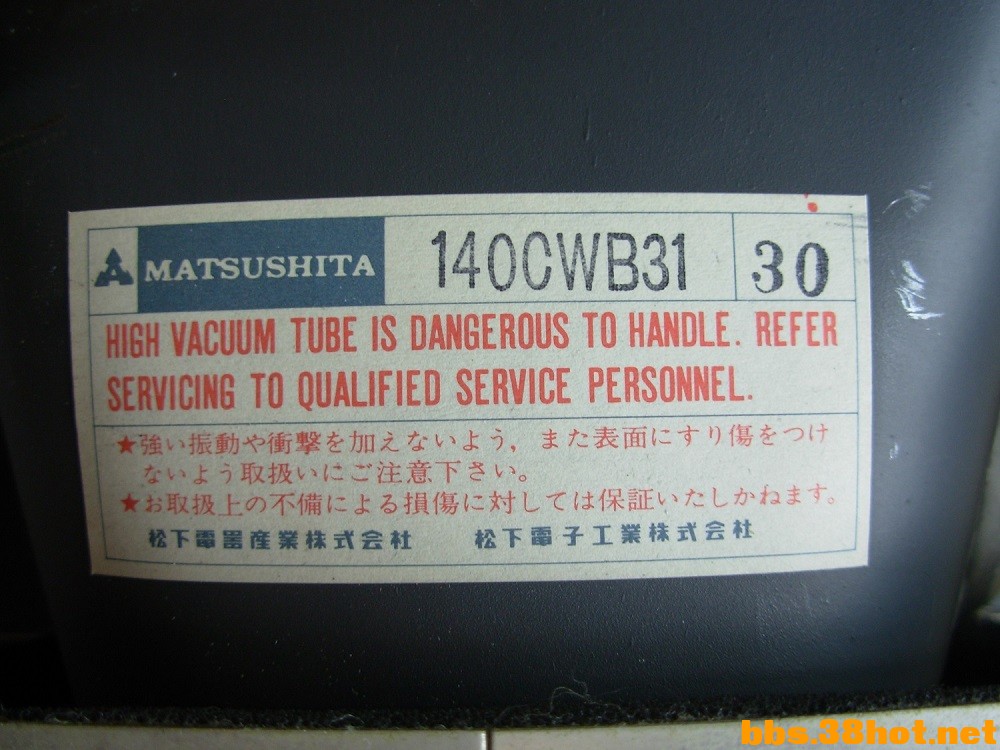 MATSUSHITA 140CWB31 30
HIGH VACUUM TUBE IS DANGEROUS TO HANDLE. REFER
SERVICING TO QUALIFIED SERVICE PERSONNEL.
★強い振動や衝撃を加えないよう，また表面にすり傷をつけ
ないよう取扱いにご注意下さい。
★お取扱上の不備による損傷に対しては保証いたしかねます。
松下電器産業株式会社 松下電子工業株式会社
bbs.38hot.net